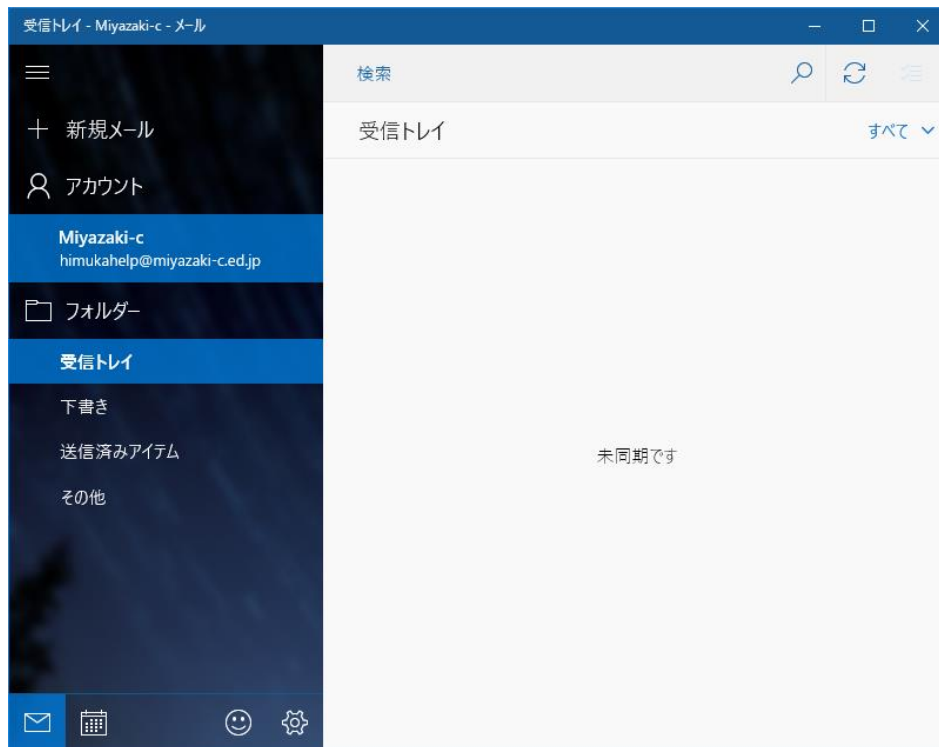 受信トレイ - Miyazaki-c - メール
検索
新規メール
受信トレイ
すべて
アカウント
Miyazaki-c
himukahelp@miyazaki-c.ed.jp
フォルダー
受信トレイ
下書き
送信済みアイテム
その他
未同期です